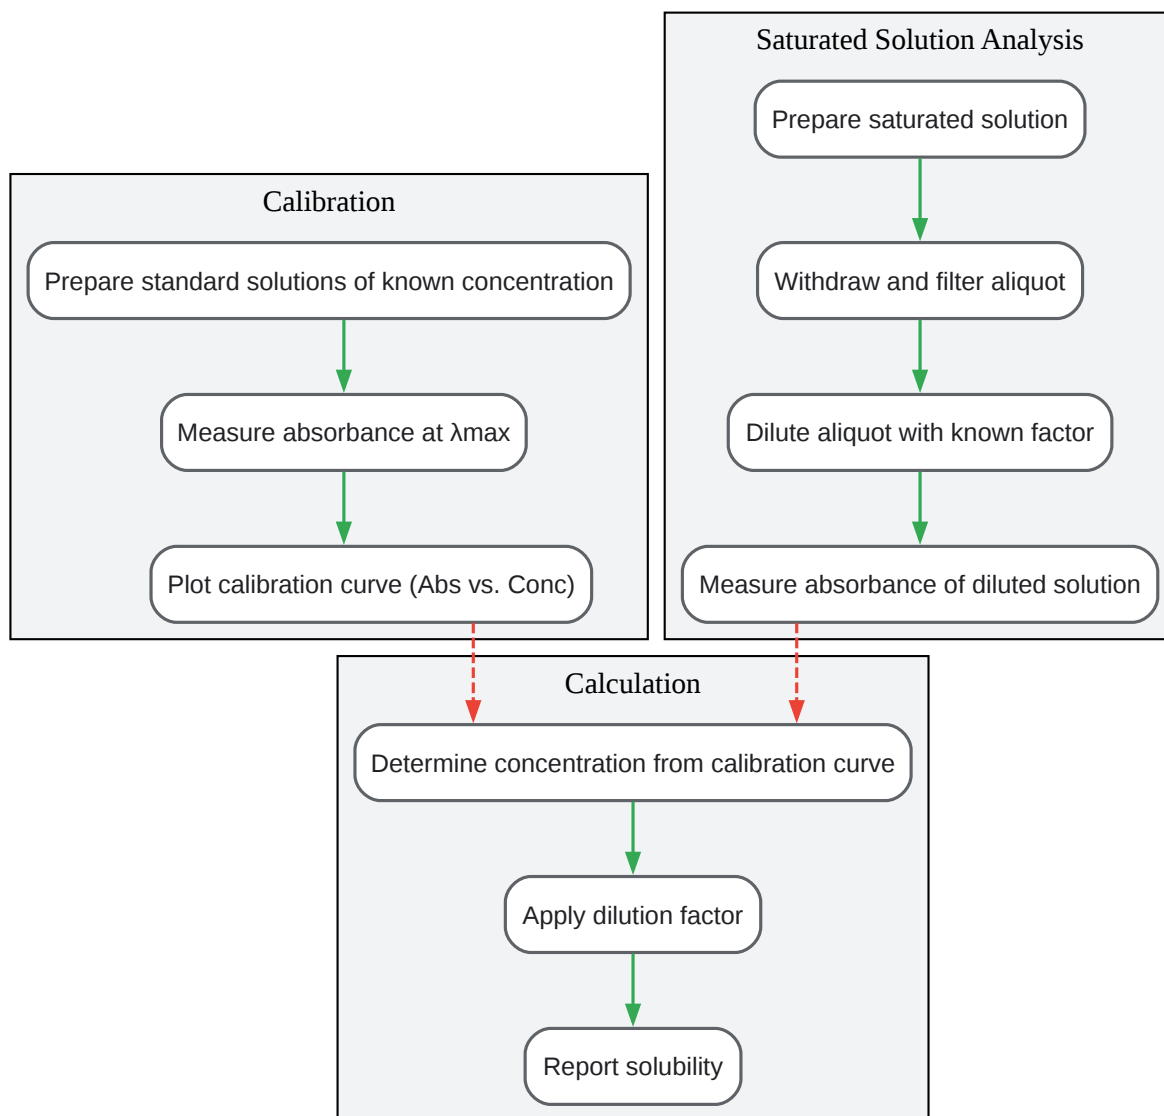 Saturated Solution Analysis
Prepare saturated solution
Withdraw and filter aliquot
Dilute aliquot with known factor
Measure absorbance of diluted solution
Calibration
Prepare standard solutions of known concentration
Measure absorbance at λmax
Plot calibration curve (Abs vs. Conc)
Calculation
Determine concentration from calibration curve
Apply dilution factor
Report solubility